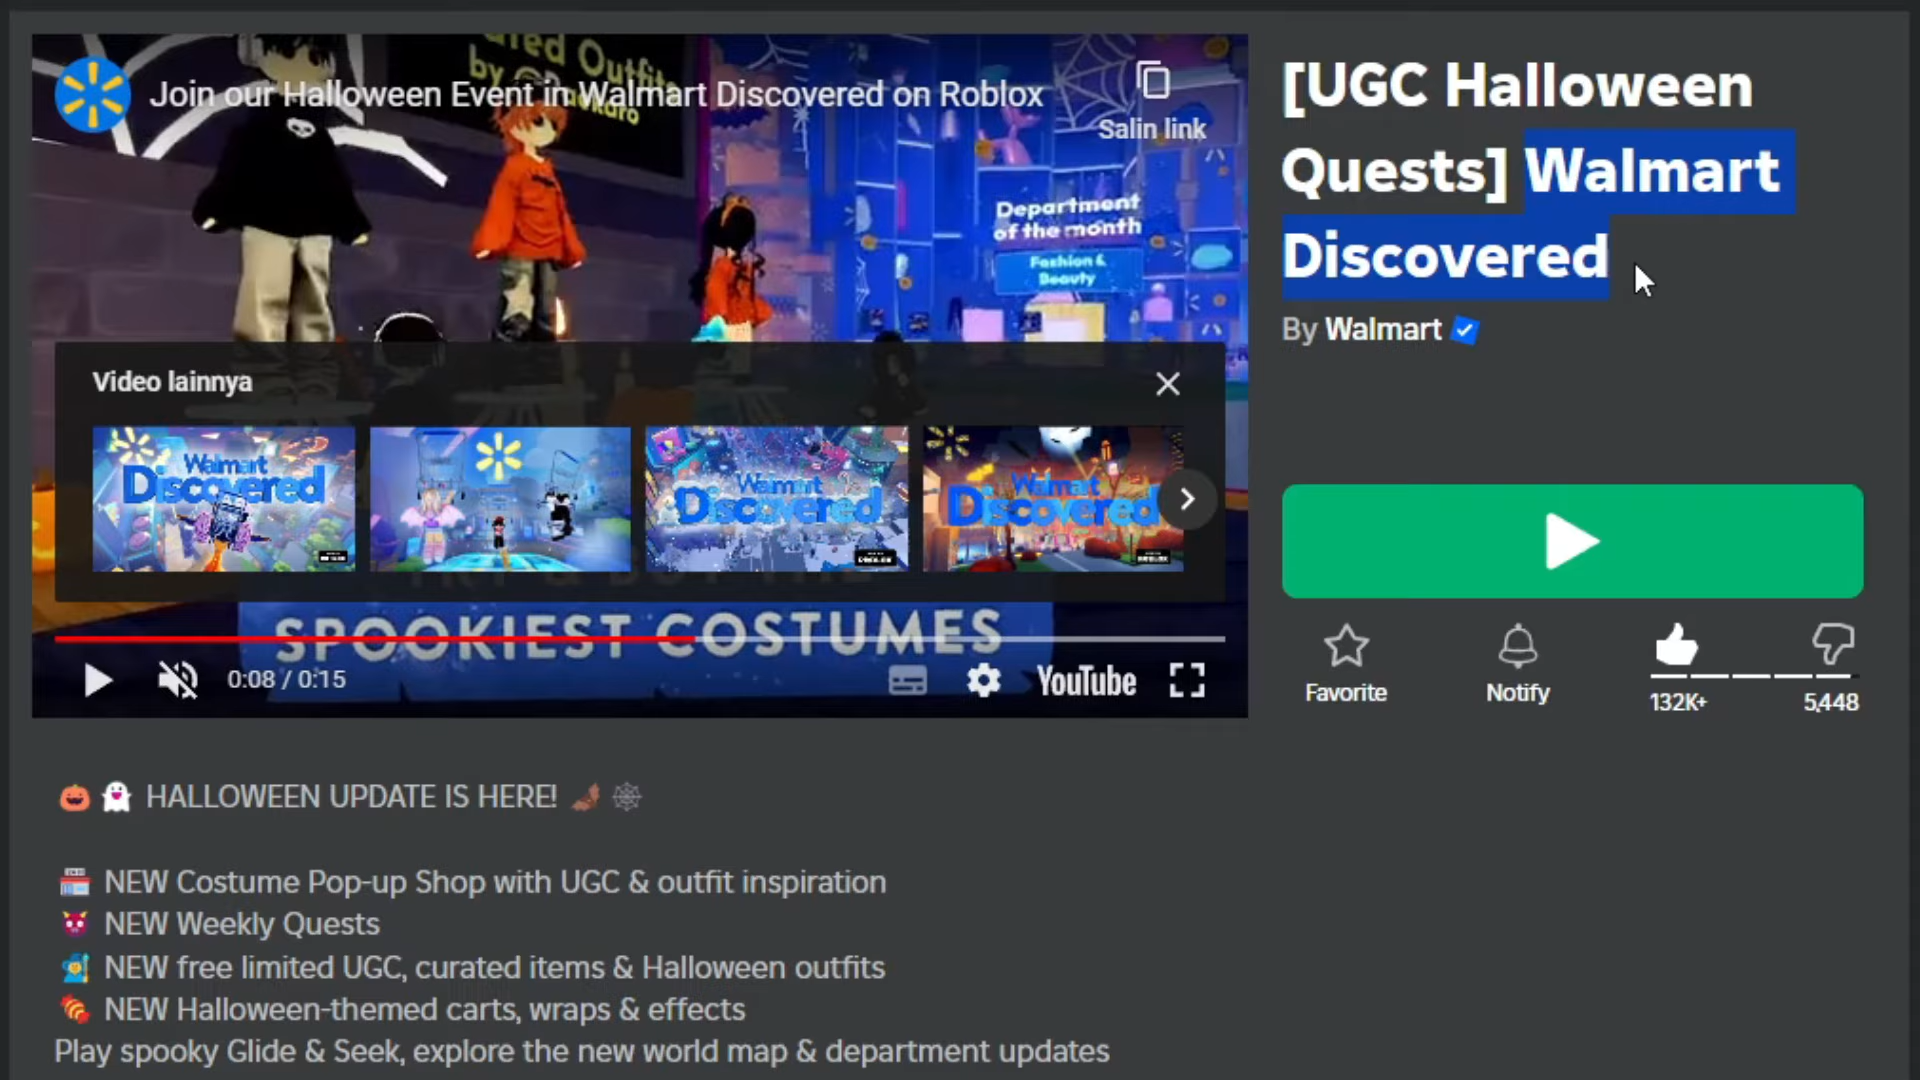 ated Outfits
by
Join our Halloween Event in Walmart Discovered on Roblox
Salin link
Department
of the month
Fashion &
Beauty
Video lainnya
Walmart
Discovered
Walmart
Discovered
Walmart
Discovered
SPOOKIEST COSTUMES
0:08 / 0:15
YouTube
[UGC Halloween
Quests] Walmart
Discovered
By Walmart
Favorite
Notify
132K+
5,448
HALLOWEEN UPDATE IS HERE!
NEW Costume Pop-up Shop with UGC & outfit inspiration
NEW Weekly Quests
NEW free limited UGC, curated items & Halloween outfits
NEW Halloween-themed carts, wraps & effects
Play spooky Glide & Seek, explore the new world map & department updates